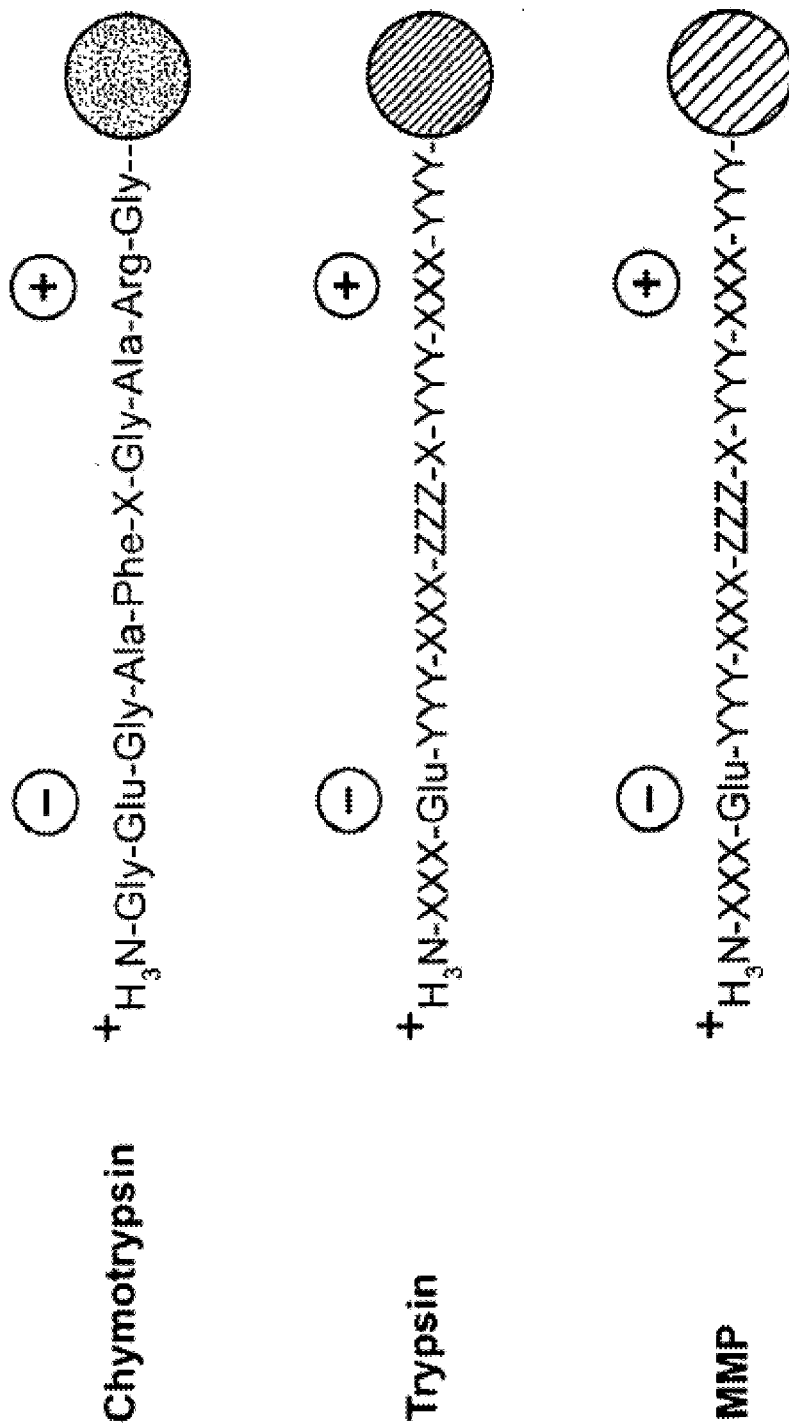 Chymotrypsin
− +
⁺H₃N-Gly-Glu-Gly-Ala-Phe-X-Gly-Ala-Arg-Gly--
Trypsin
− +
⁺H₃N-XXX-Glu-YYY-XXX-ZZZ-X-YYY-XXX-YYY-
MMP
− +
⁺H₃N-XXX-Glu-YYY-XXX-ZZZ-X-YYY-XXX-YYY-